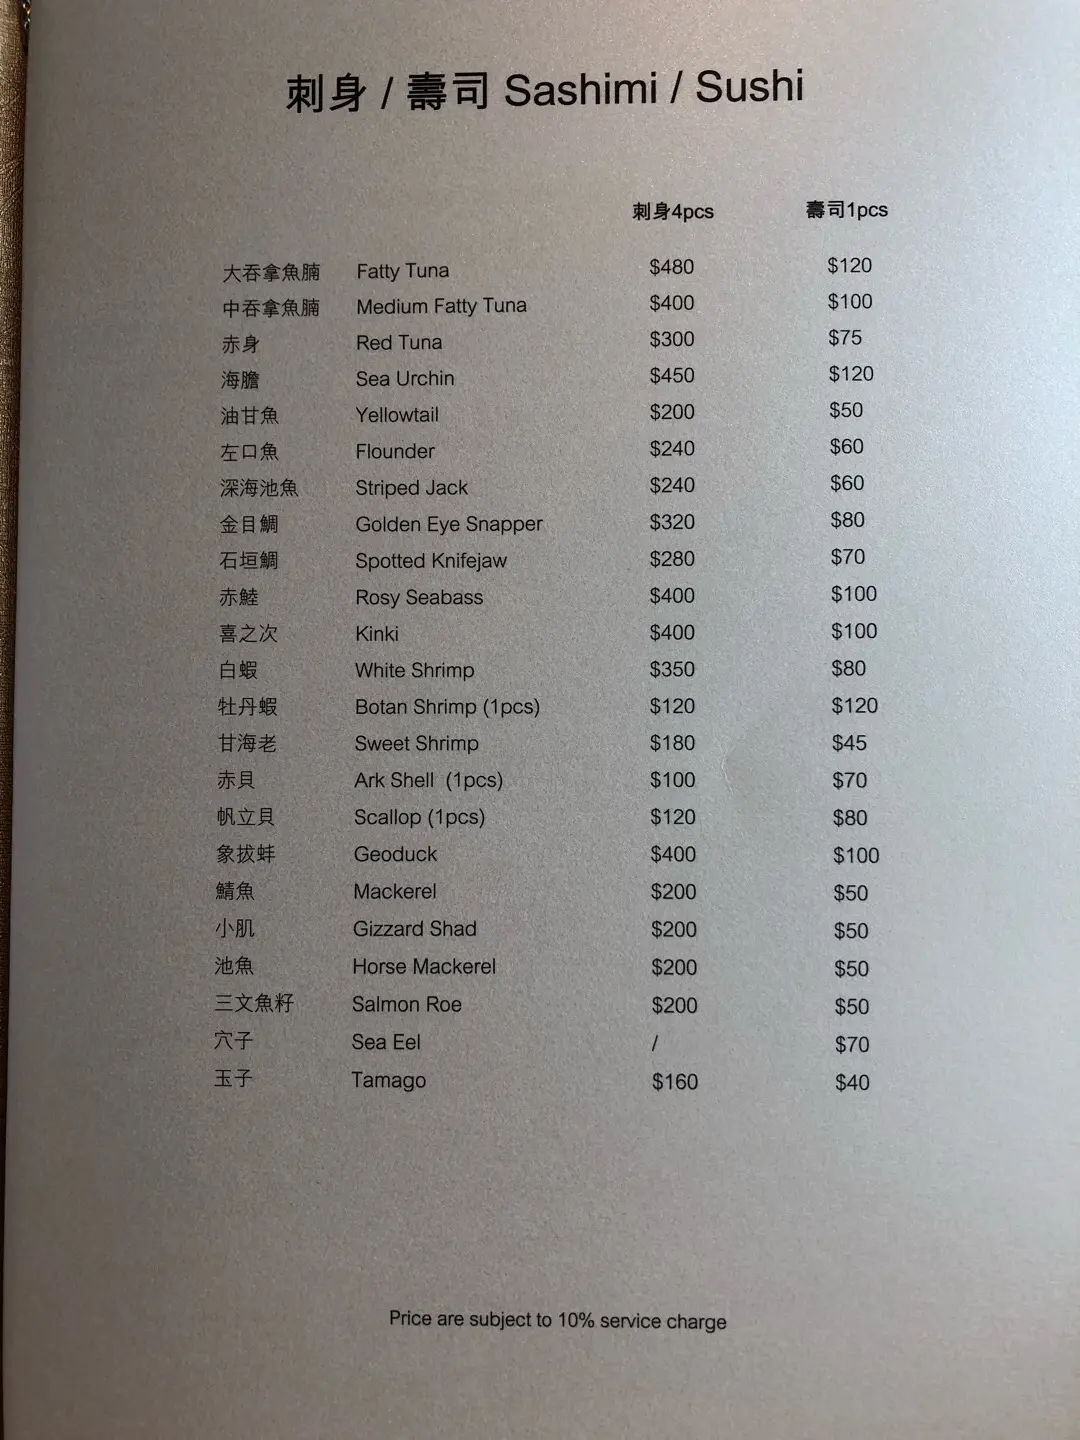 刺身 / 壽司 Sashimi / Sushi
刺身4pcs 壽司1pcs
大吞拿魚腩 Fatty Tuna $480 $120
中吞拿魚腩 Medium Fatty Tuna $400 $100
赤身 Red Tuna $300 $75
海膽 Sea Urchin $450 $120
油甘魚 Yellowtail $200 $50
左口魚 Flounder $240 $60
深海池魚 Striped Jack $240 $60
金目鯛 Golden Eye Snapper $320 $80
石垣鯛 Spotted Knifejaw $280 $70
赤鯥 Rosy Seabass $400 $100
喜之次 Kinki $400 $100
白蝦 White Shrimp $350 $80
牡丹蝦 Botan Shrimp (1pcs) $120 $120
甘海老 Sweet Shrimp $180 $45
赤貝 Ark Shell (1pcs) $100 $70
帆立貝 Scallop (1pcs) $120 $80
象拔蚌 Geoduck $400 $100
鯖魚 Mackerel $200 $50
小肌 Gizzard Shad $200 $50
池魚 Horse Mackerel $200 $50
三文魚籽 Salmon Roe $200 $50
穴子 Sea Eel / $70
玉子 Tamago $160 $40
Price are subject to 10% service charge